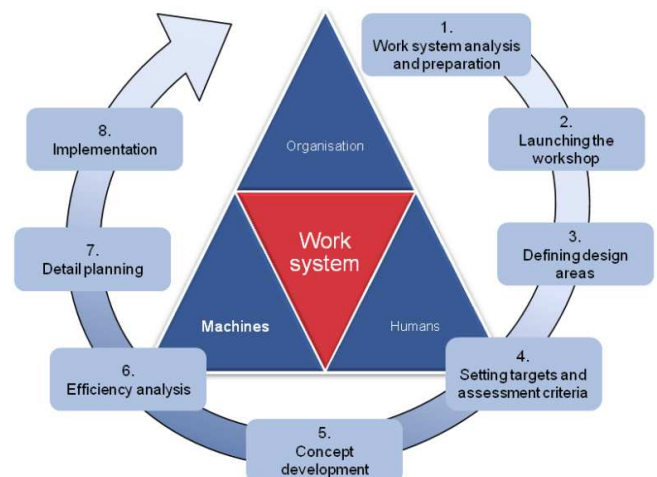 1.
Work system analysis
and preparation
2.
Launching the
workshop
3.
Defining design
areas
4.
Setting targets and
assessment criteria
5.
Concept
development
6.
Efficiency analysis
7.
Detail planning
8.
Implementation
Organisation
Work
system
Machines
Humans